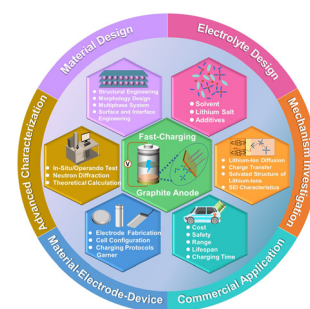 Material Design
Electrolyte Design
Structural Engineering
Morphology Design
Multiphase System
Surface and Interface
Engineering
Solvent
Lithium Salt
Additives
Advanced Characterization
Mechanism Investigation
Fast-Charging
V
Graphite Anode
In-Situ/Operando Test
Neutron Diffraction
Theoretical Calculation
Lithium-Ion Diffusion
Charge Transfer
Solvated Structure of
Lithium-Ions
SEI Characteristics
Electrode Fabrication
Cell Configuration
Charging Protocols
Garner
Cost
Safety
Range
Lifespan
Charging Time
Material-Electrode-Device
Commercial Application